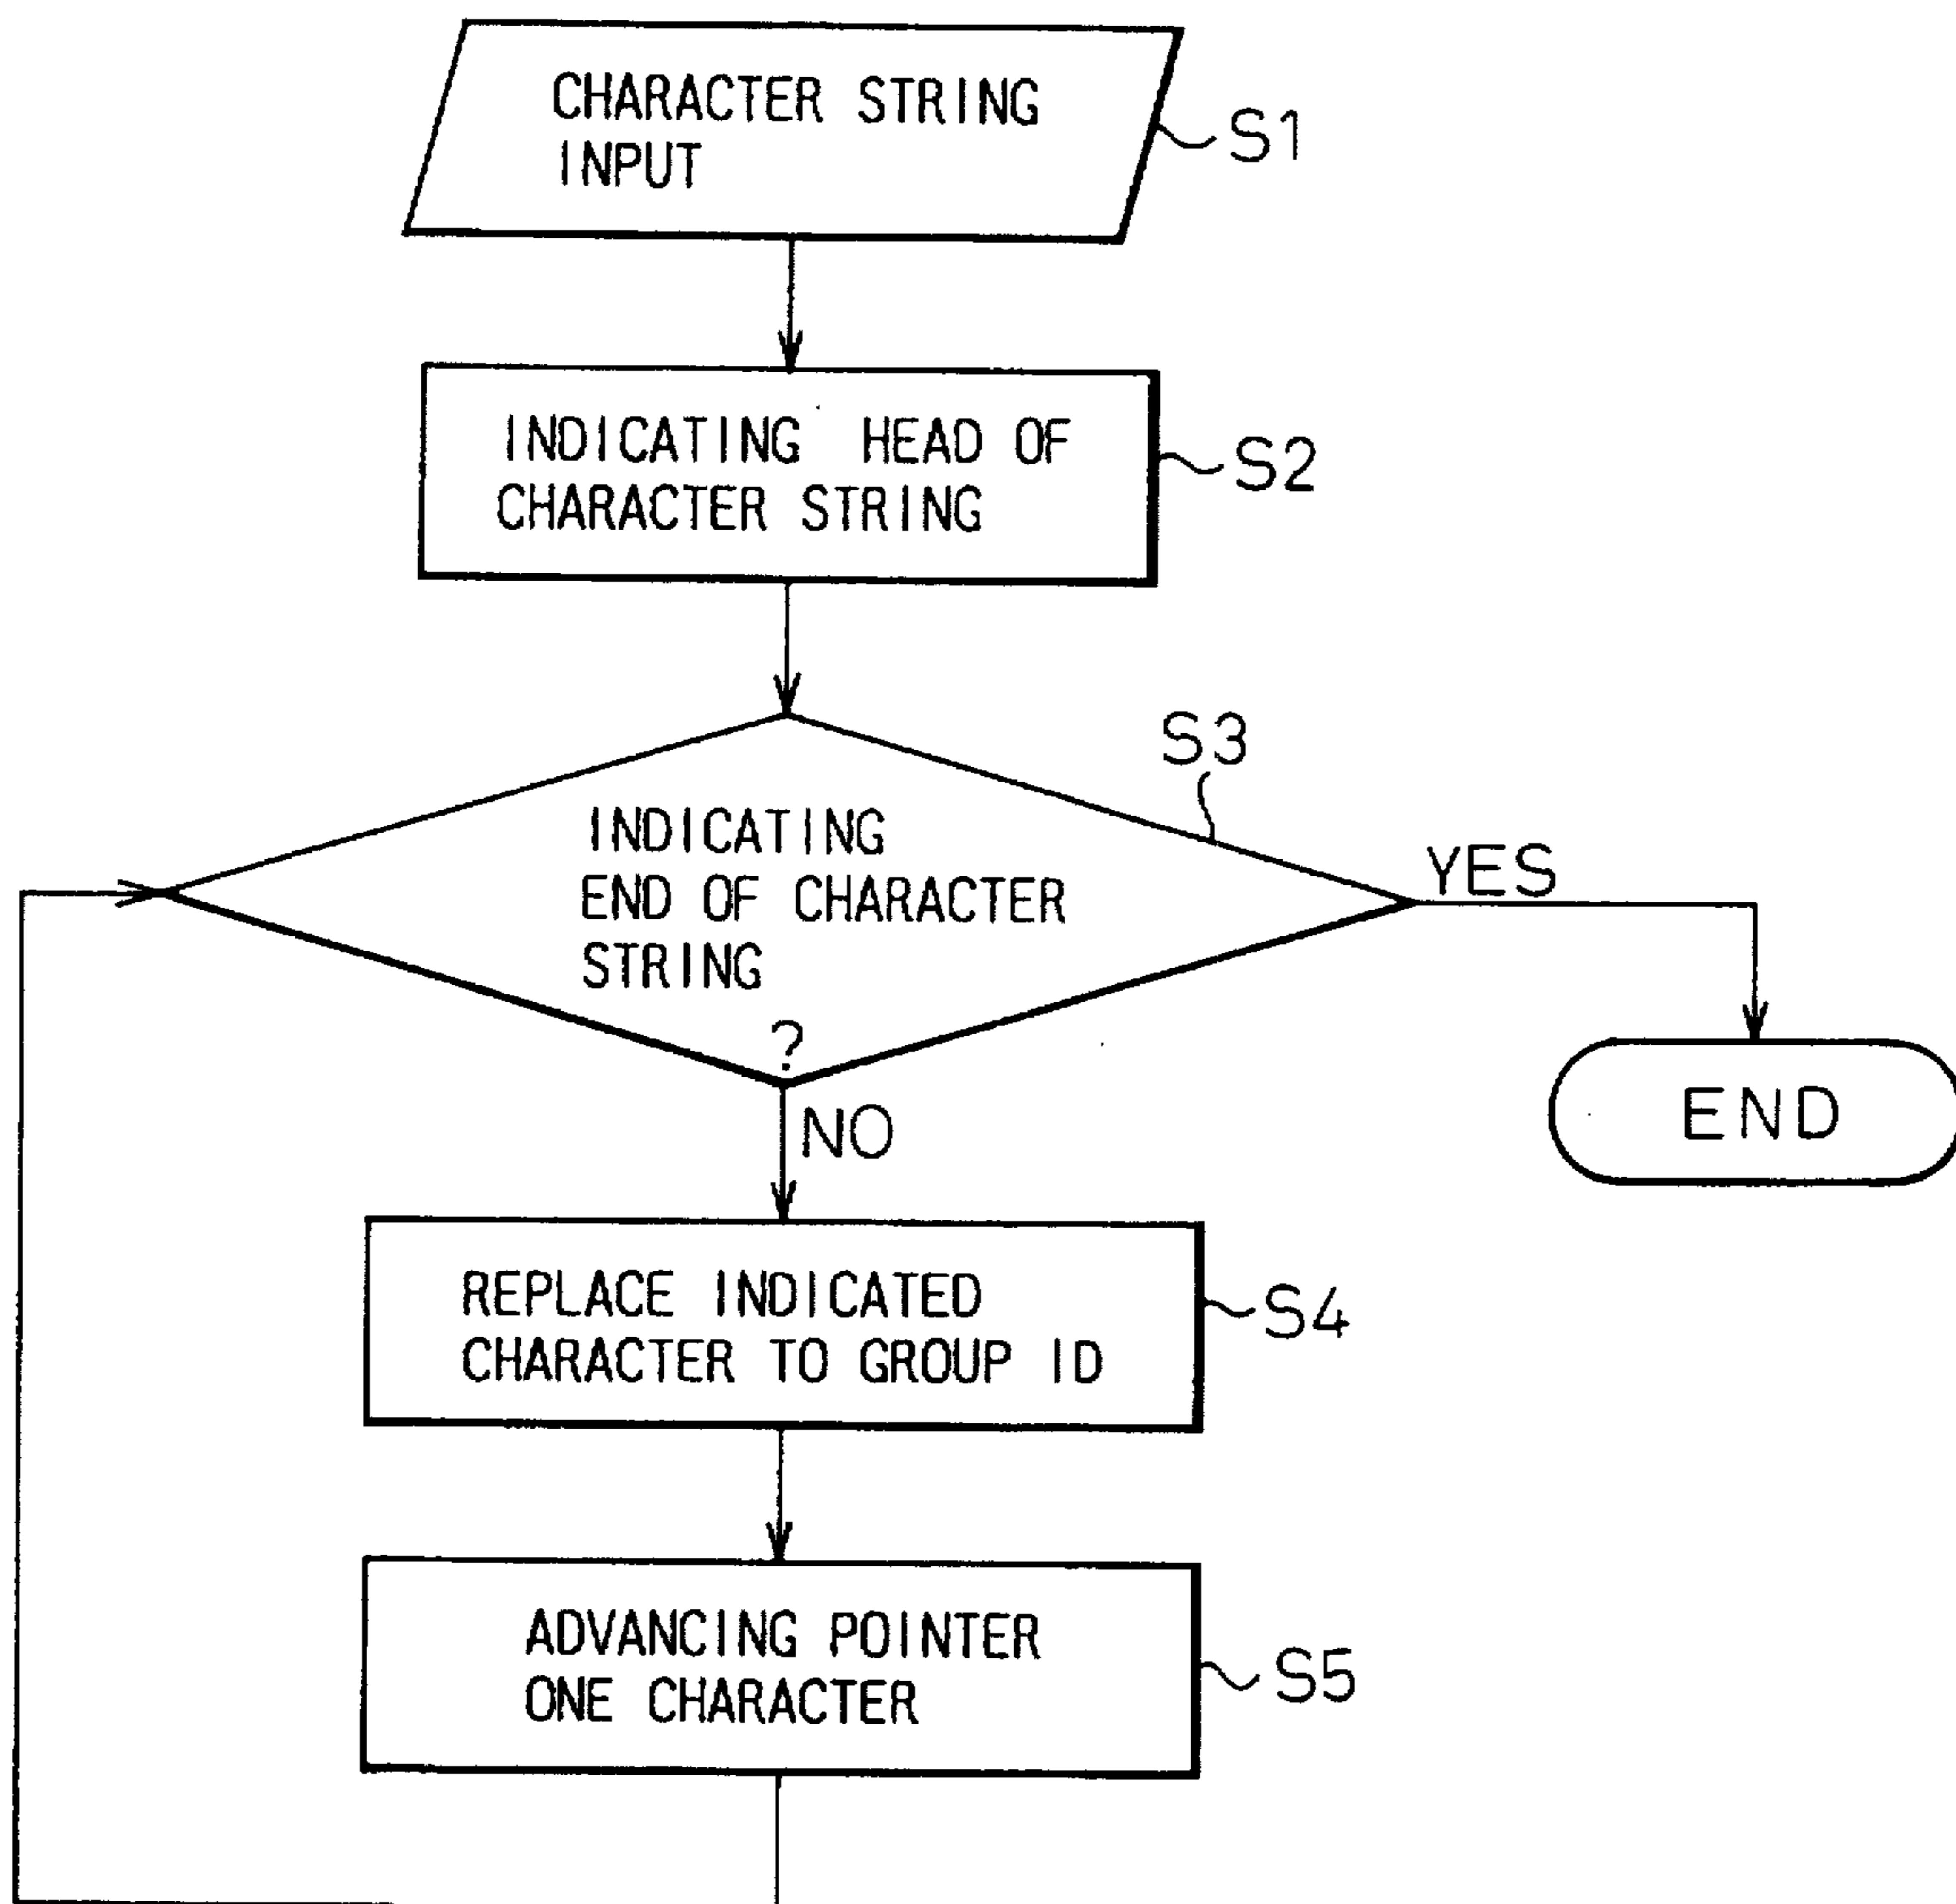 CHARACTER STRING
INPUT
S1
INDICATING HEAD OF
CHARACTER STRING
S2
S3
INDICATING
END OF CHARACTER
STRING
?
YES
END
NO
REPLACE INDICATED
CHARACTER TO GROUP ID
S4
ADVANCING POINTER
ONE CHARACTER
S5